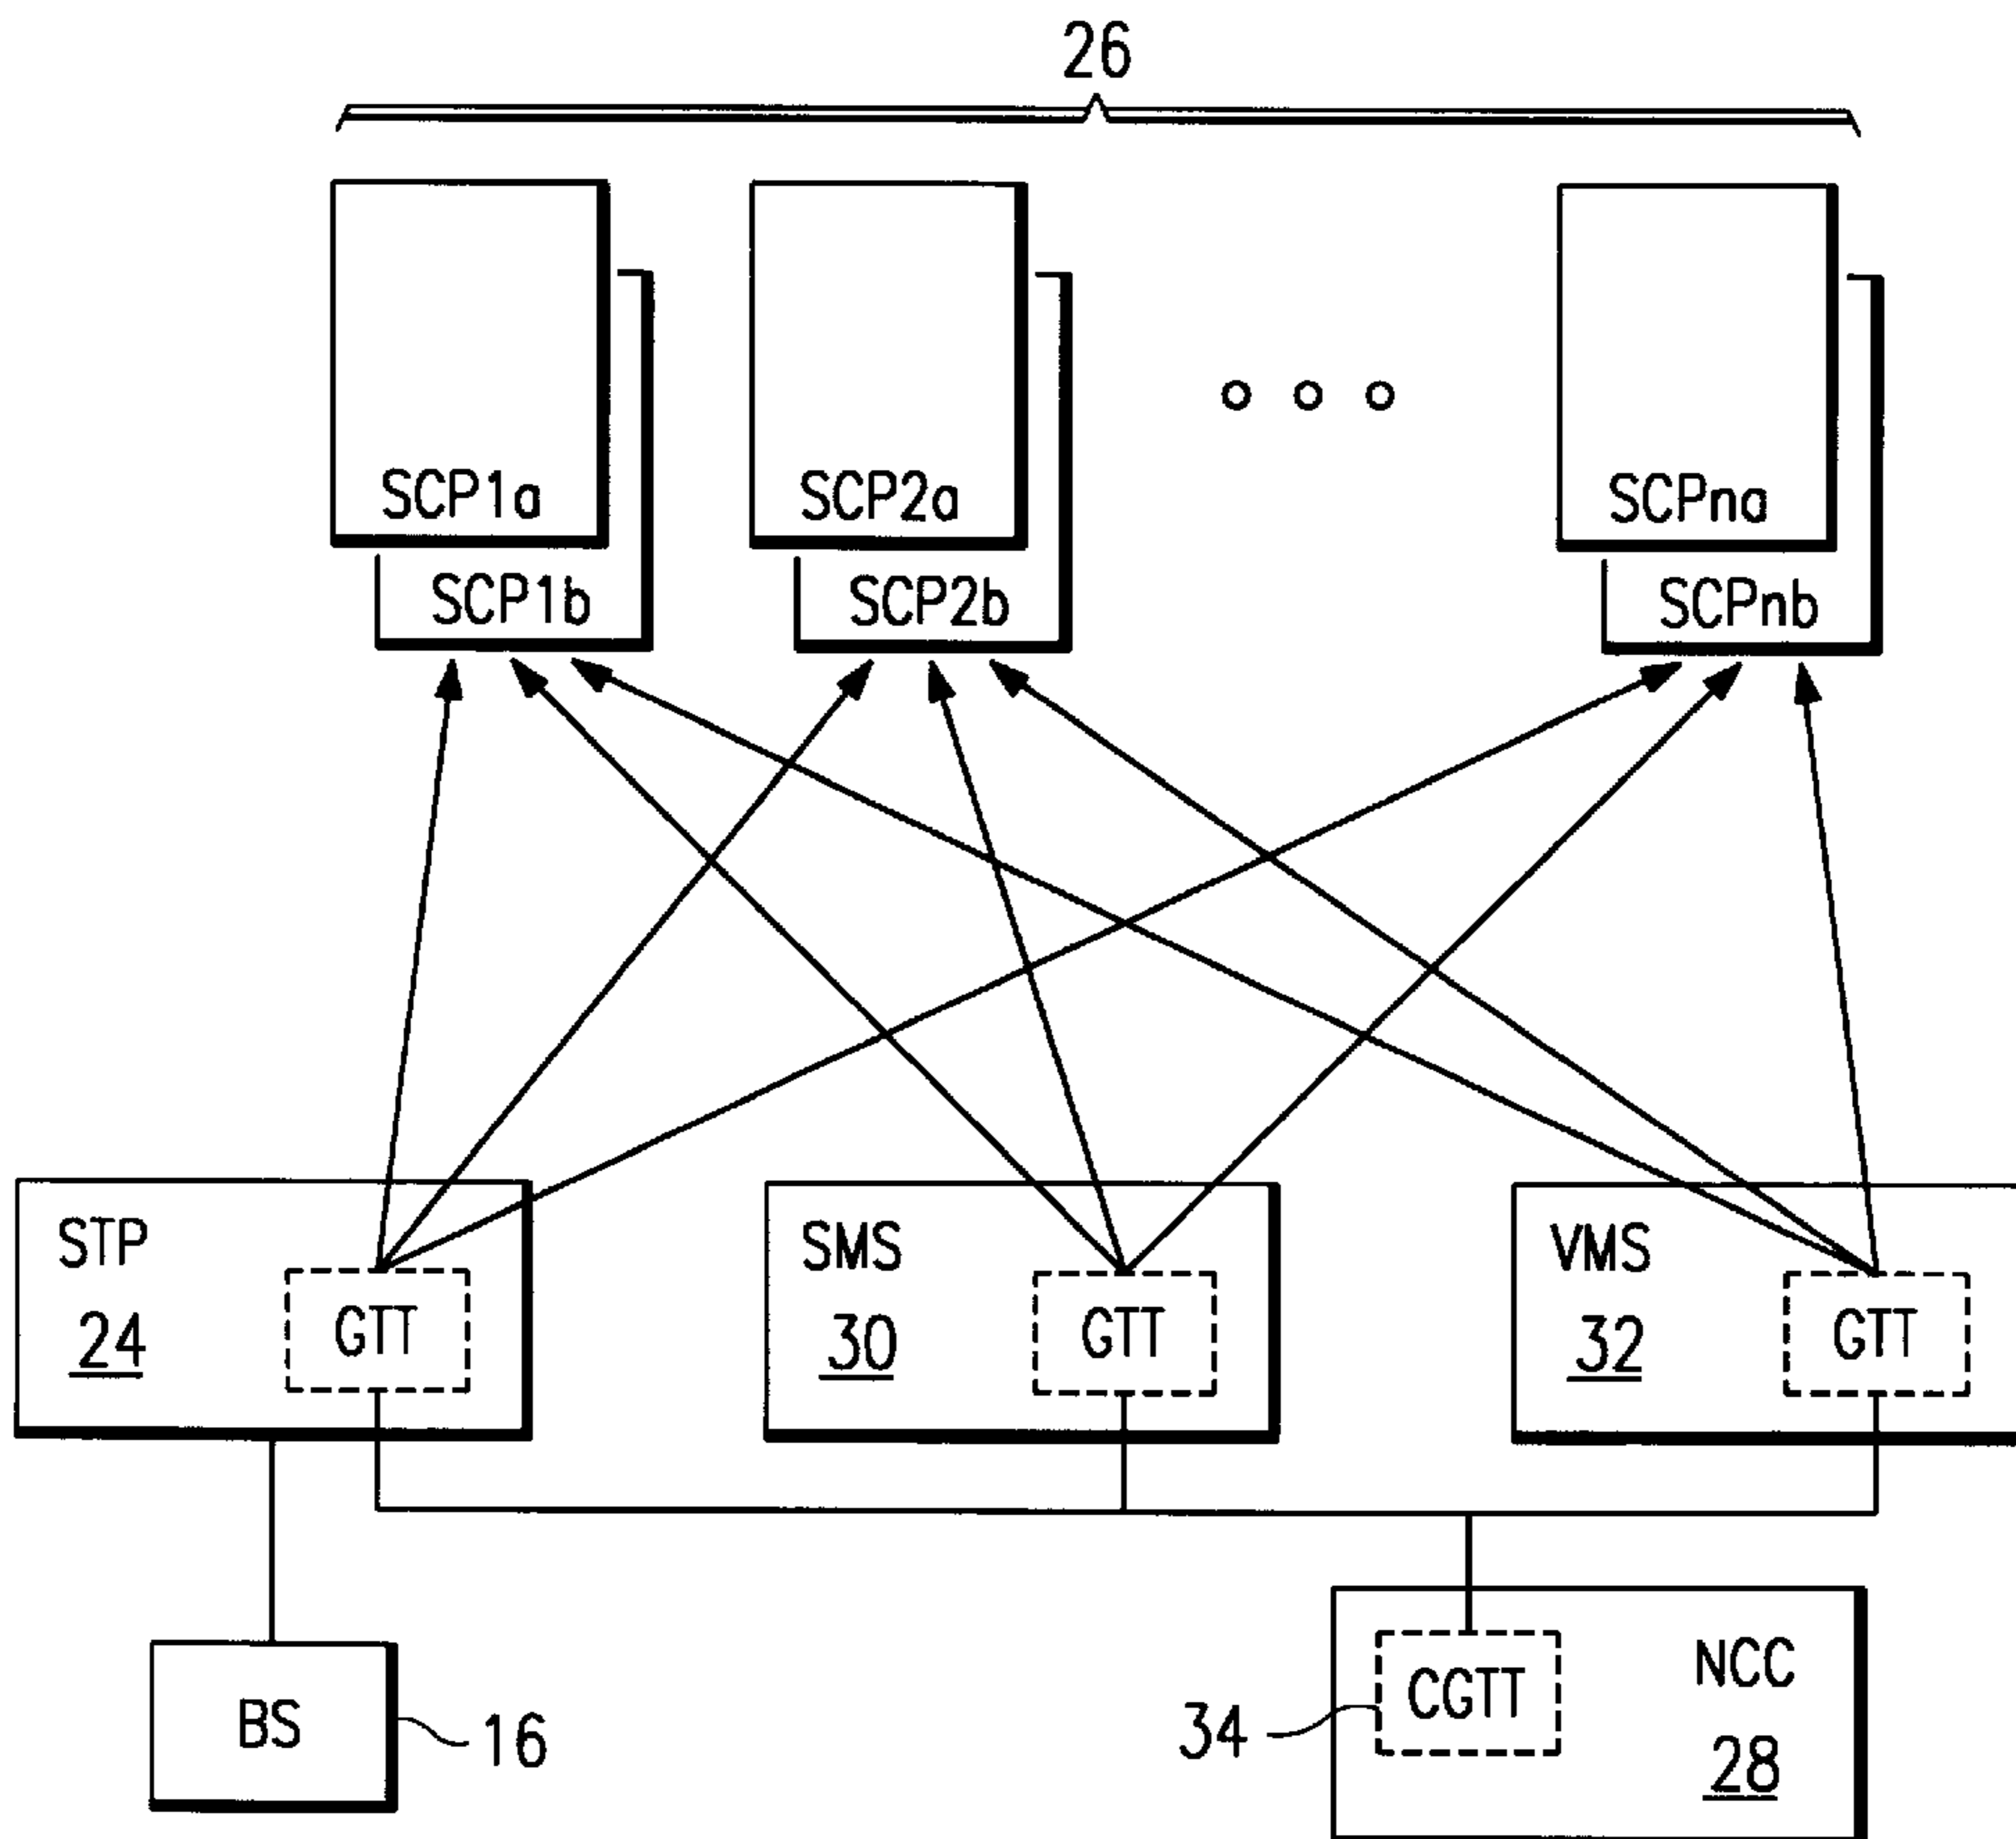 26
SCP1a
SCP2a
SCPna
SCP1b
SCP2b
SCPnb
STP
24
GTT
SMS
30
GTT
VMS
32
GTT
BS
16
34
CGTT
NCC
28